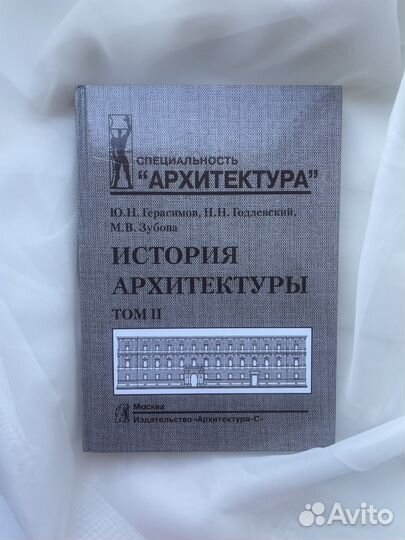 СПЕЦИАЛЬНОСТЬ
"АРХИТЕКТУРА"
Ю.Н. Герасимов, Н.Н. Годлевский,
М.В. Зубова
ИСТОРИЯ
АРХИТЕКТУРЫ
ТОМ II
Москва
Издательство «Архитектура-С»
Avito